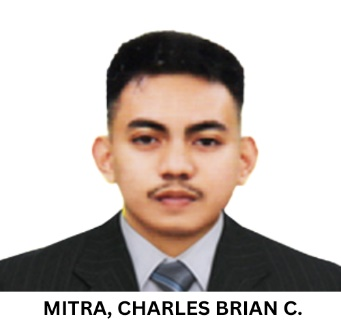 MITRA, CHARLES BRIAN C.